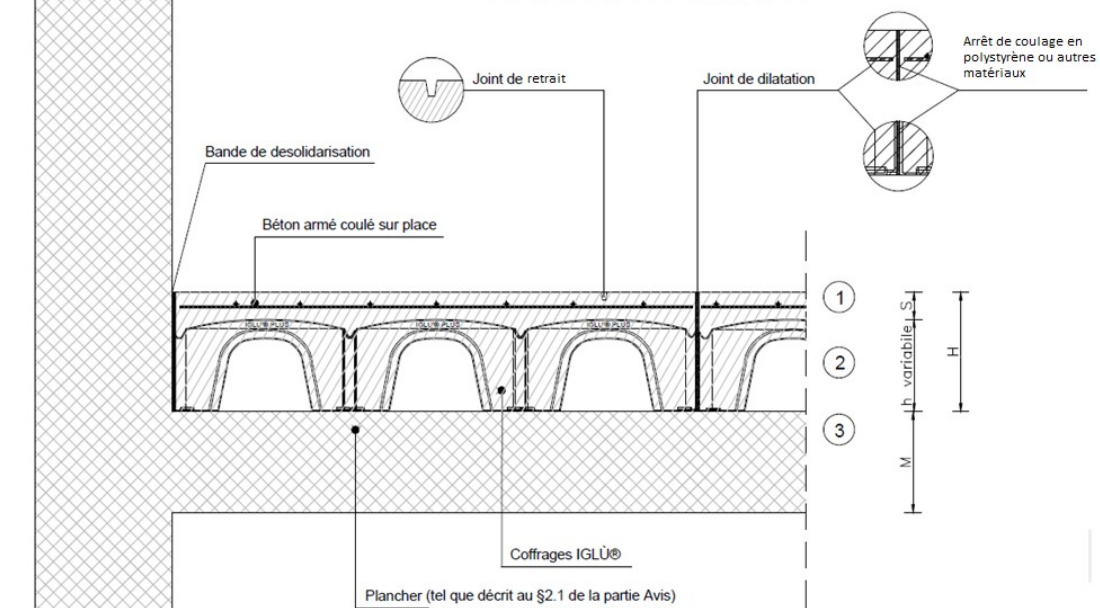 Arrêt de coulage en
polystyrène ou autres
matériaux
Joint de retrait
Joint de dilatation
Bande de desolidarisation
Béton armé coulé sur place
1
S
IGLÙ® PLUS
IGLÙ® PLUS
IGLÙ® PLUS
2
h variabile
H
3
M
Coffrages IGLÙ®
Plancher (tel que décrit au §2.1 de la partie Avis)